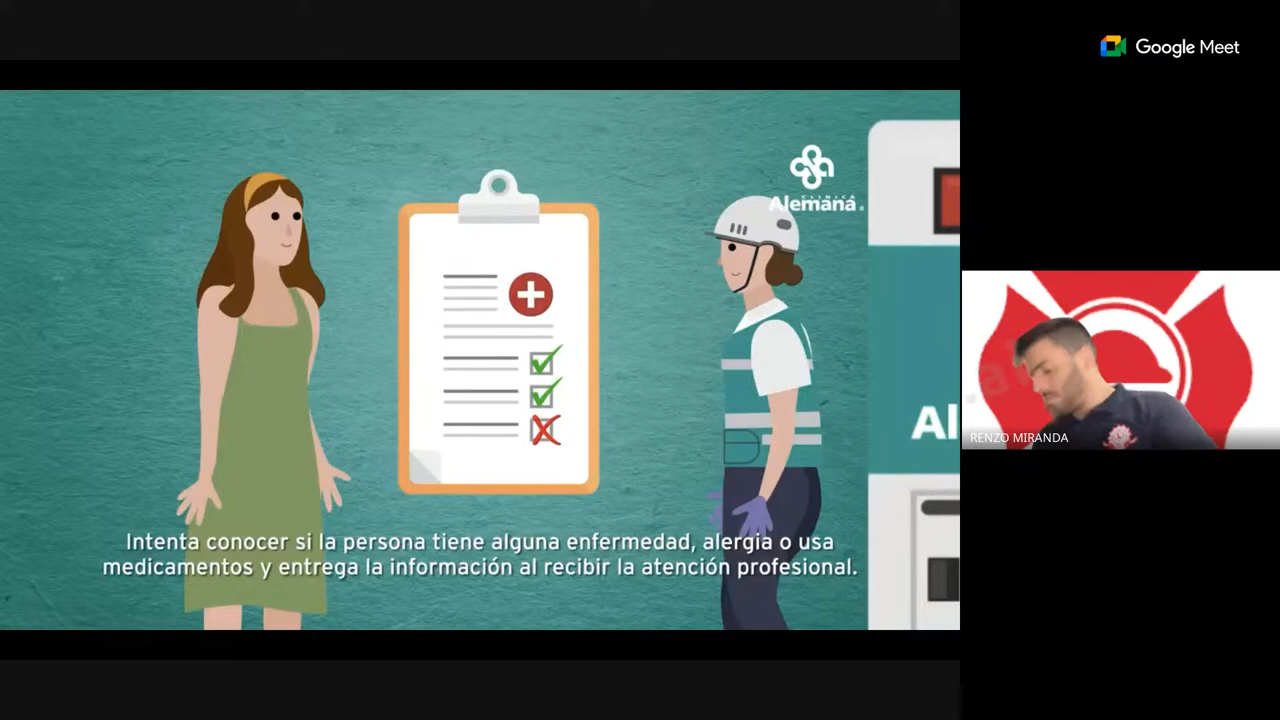 Google Meet
CLÍNICA
Alemana.
Al
RENZO MIRANDA
Intenta conocer si la persona tiene alguna enfermedad, alergia o usa
medicamentos y entrega la información al recibir la atención profesional.